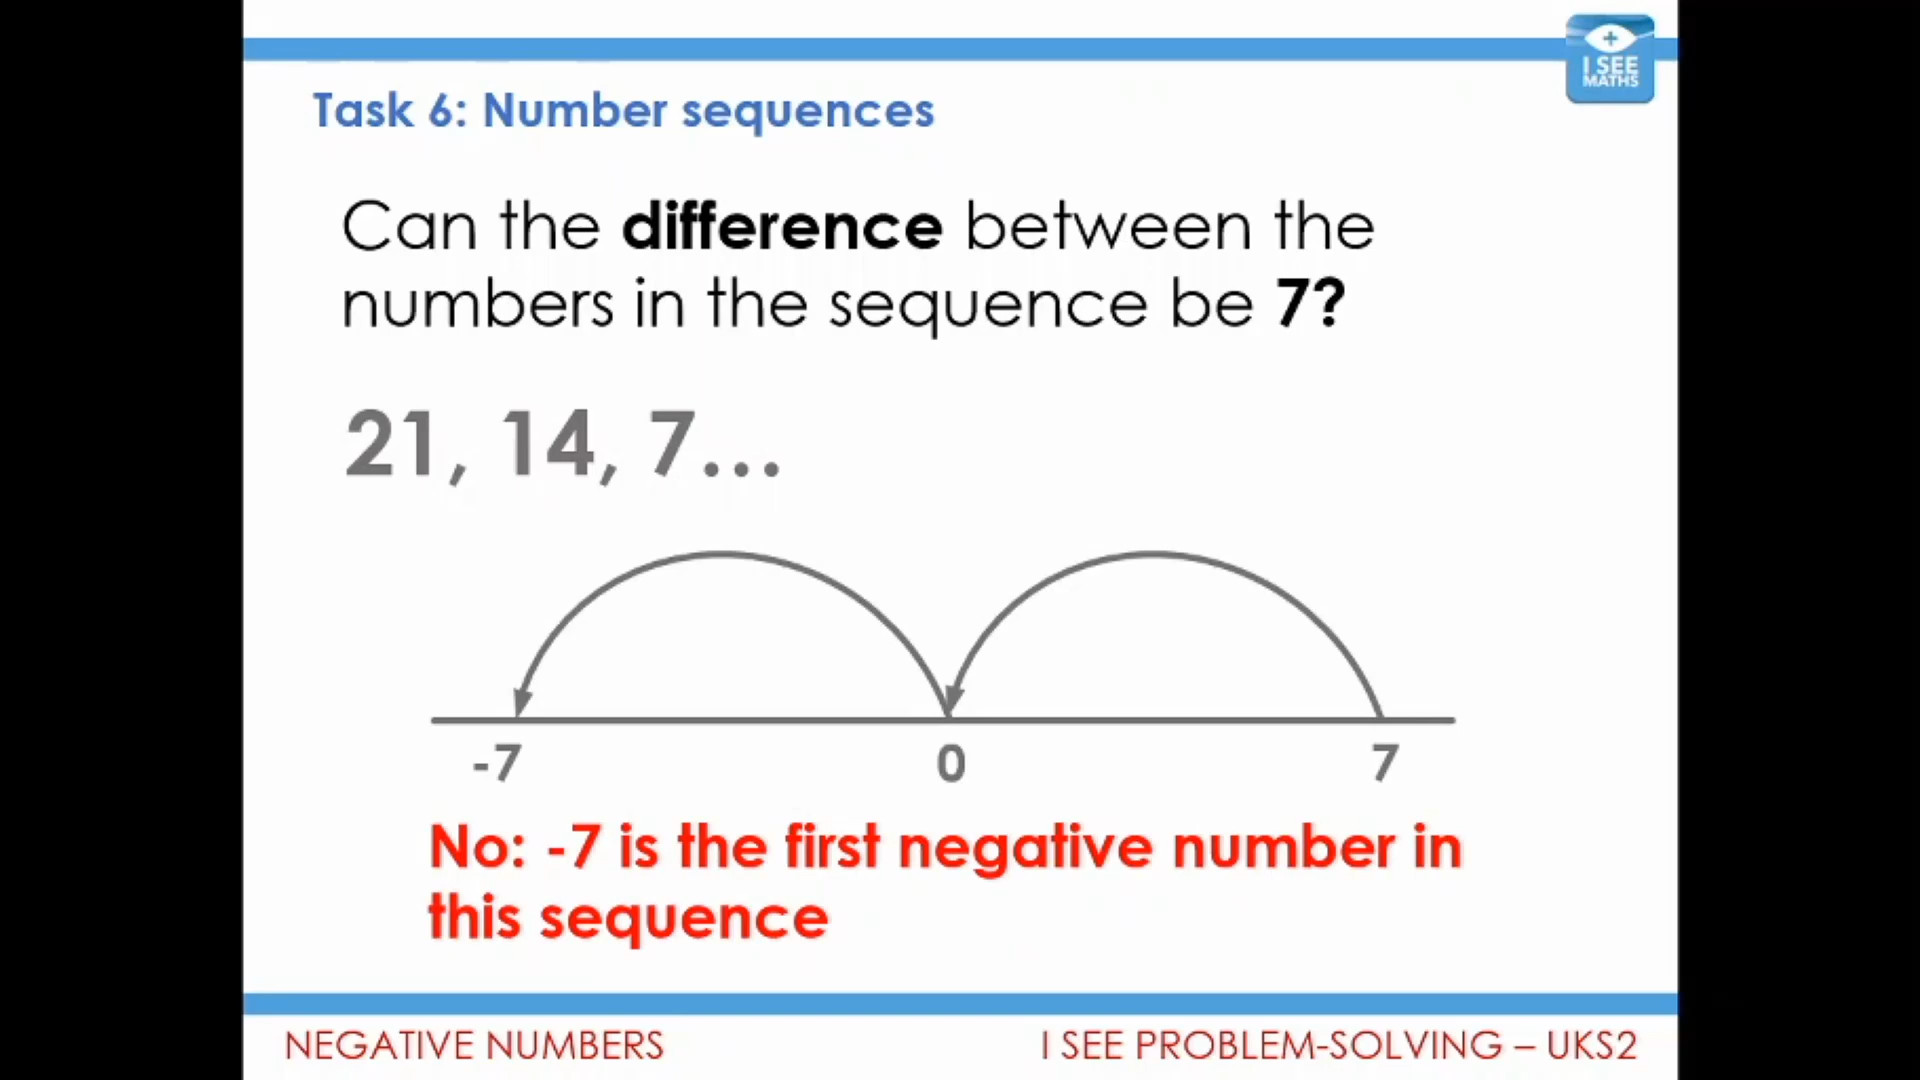 I SEE
MATHS
Task 6: Number sequences
Can the difference between the
numbers in the sequence be 7?
21, 14, 7...
-7 0 7
No: -7 is the first negative number in
this sequence
NEGATIVE NUMBERS
I SEE PROBLEM-SOLVING – UKS2